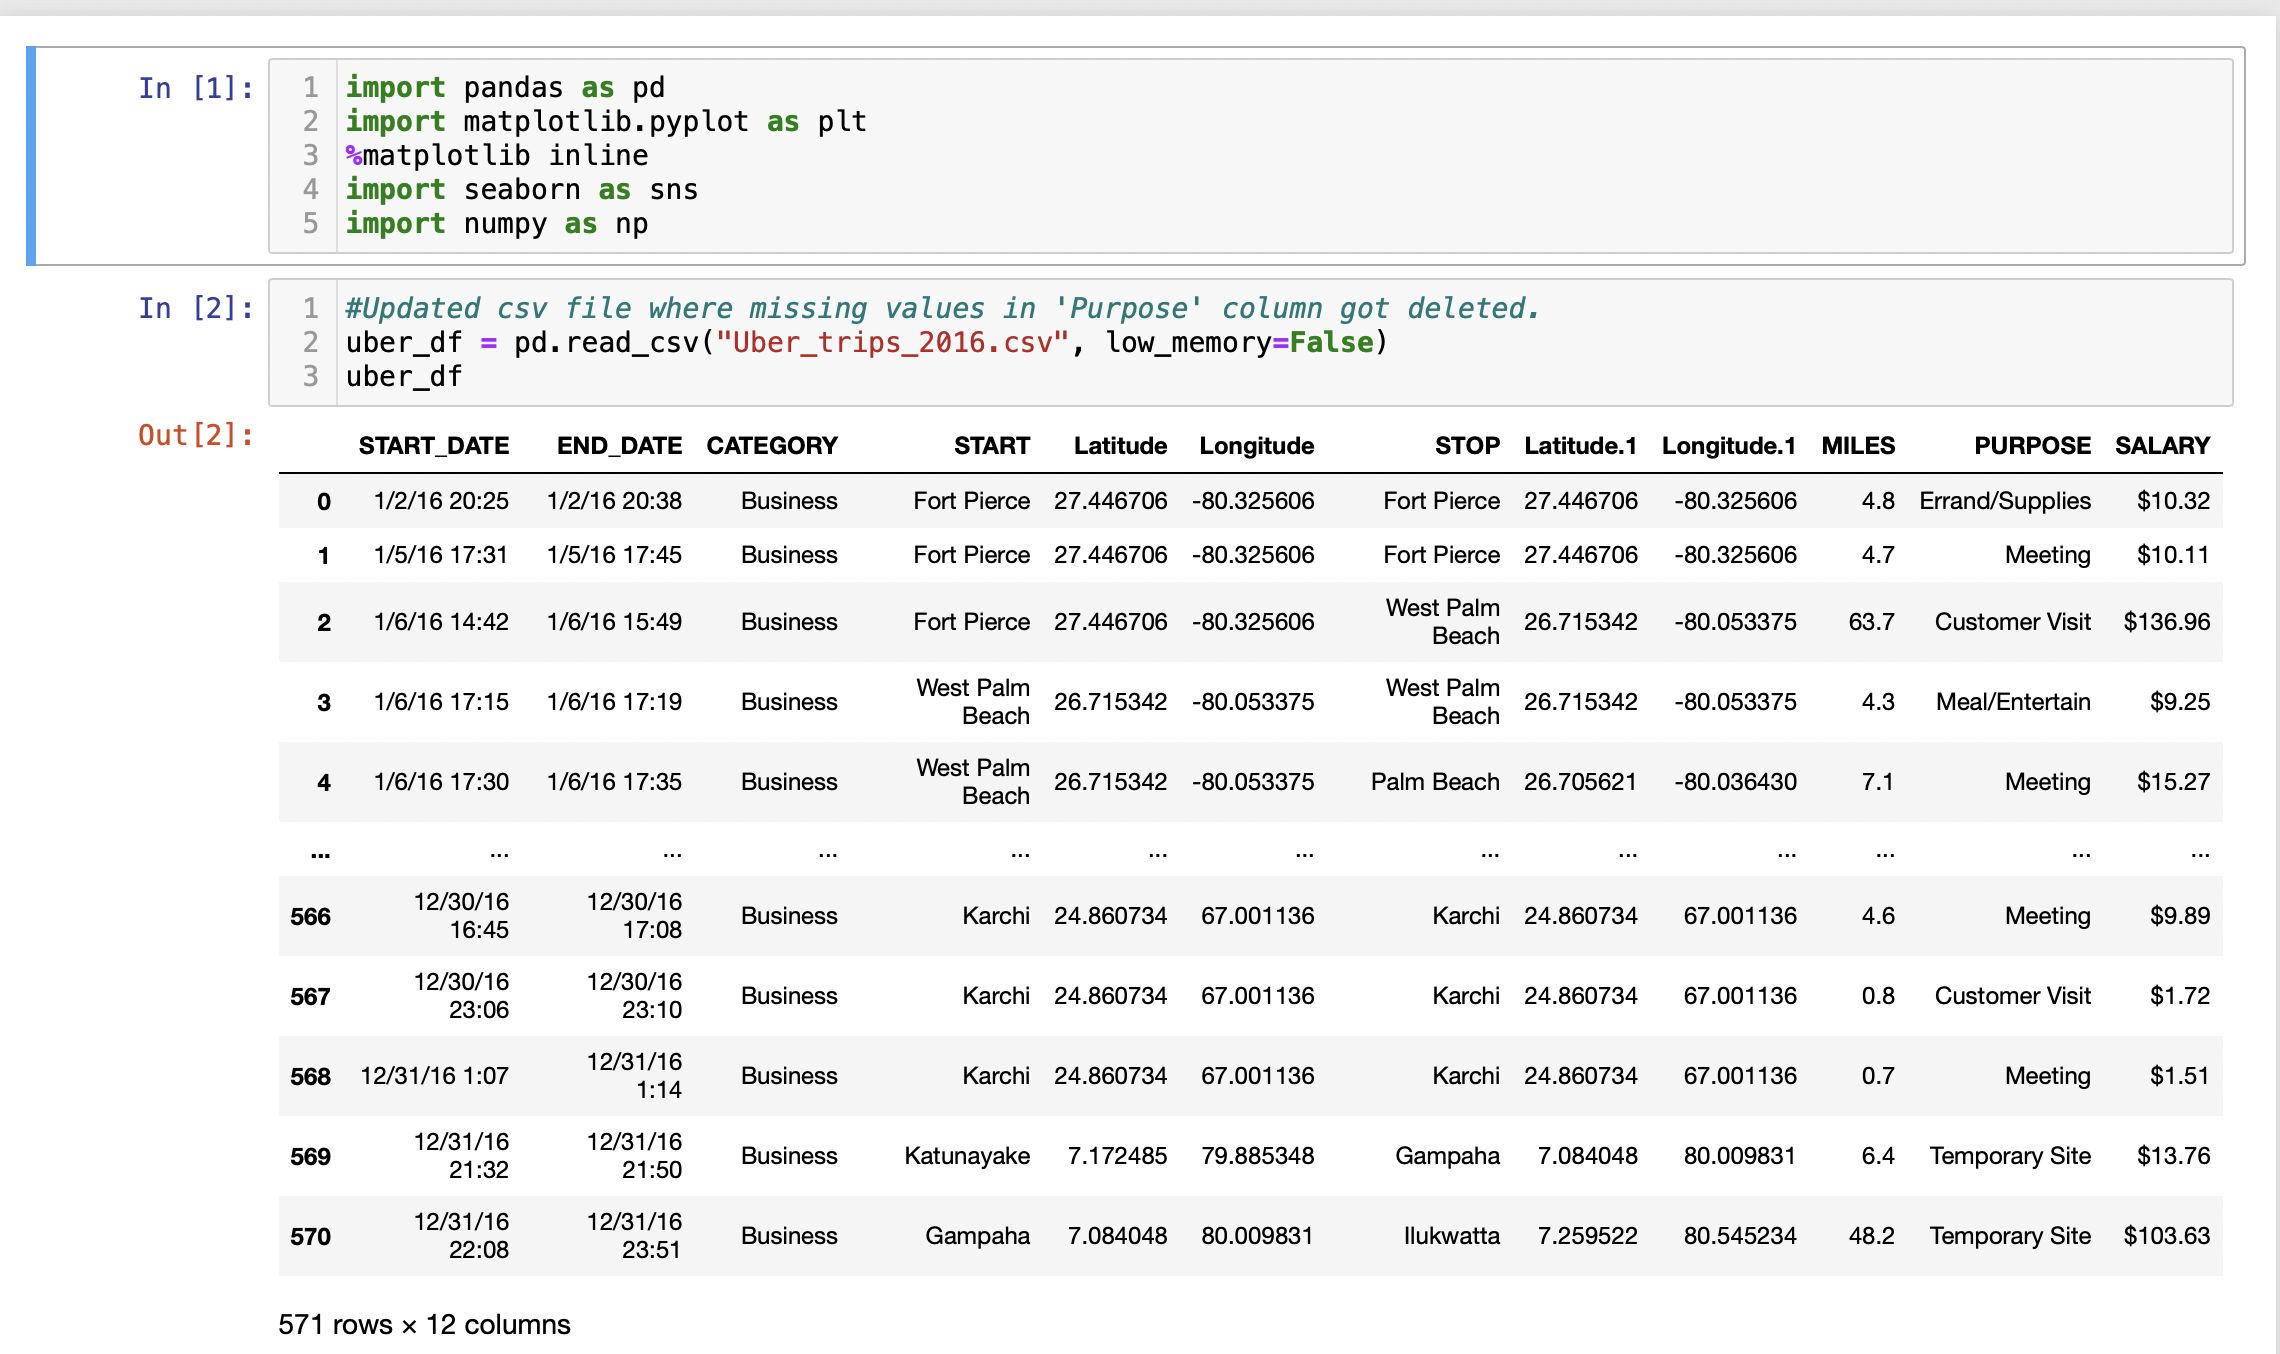 In [1]:
1 import pandas as pd
2 import matplotlib.pyplot as plt
3 %matplotlib inline
4 import seaborn as sns
5 import numpy as np
In [2]:
1 #Updated csv file where missing values in 'Purpose' column got deleted.
2 uber_df = pd.read_csv("Uber_trips_2016.csv", low_memory=False)
3 uber_df
Out[2]:
START_DATE END_DATE CATEGORY START Latitude Longitude STOP Latitude.1 Longitude.1 MILES PURPOSE SALARY
0 1/2/16 20:25 1/2/16 20:38 Business Fort Pierce 27.446706 -80.325606 Fort Pierce 27.446706 -80.325606 4.8 Errand/Supplies $10.32
1 1/5/16 17:31 1/5/16 17:45 Business Fort Pierce 27.446706 -80.325606 Fort Pierce 27.446706 -80.325606 4.7 Meeting $10.11
2 1/6/16 14:42 1/6/16 15:49 Business Fort Pierce 27.446706 -80.325606 West Palm Beach 26.715342 -80.053375 63.7 Customer Visit $136.96
3 1/6/16 17:15 1/6/16 17:19 Business West Palm Beach 26.715342 -80.053375 West Palm Beach 26.715342 -80.053375 4.3 Meal/Entertain $9.25
4 1/6/16 17:30 1/6/16 17:35 Business West Palm Beach 26.715342 -80.053375 Palm Beach 26.705621 -80.036430 7.1 Meeting $15.27
... ... ... ... ... ... ... ... ... ... ... ... ...
566 12/30/16 16:45 12/30/16 17:08 Business Karchi 24.860734 67.001136 Karchi 24.860734 67.001136 4.6 Meeting $9.89
567 12/30/16 23:06 12/30/16 23:10 Business Karchi 24.860734 67.001136 Karchi 24.860734 67.001136 0.8 Customer Visit $1.72
568 12/31/16 1:07 12/31/16 1:14 Business Karchi 24.860734 67.001136 Karchi 24.860734 67.001136 0.7 Meeting $1.51
569 12/31/16 21:32 12/31/16 21:50 Business Katunayake 7.172485 79.885348 Gampaha 7.084048 80.009831 6.4 Temporary Site $13.76
570 12/31/16 22:08 12/31/16 23:51 Business Gampaha 7.084048 80.009831 Ilukwatta 7.259522 80.545234 48.2 Temporary Site $103.63
571 rows × 12 columns